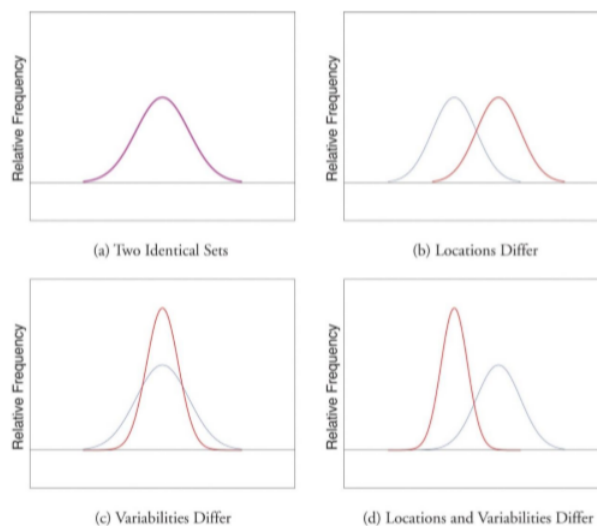 Relative Frequency
(a) Two Identical Sets
Relative Frequency
(b) Locations Differ
Relative Frequency
(c) Variabilities Differ
Relative Frequency
(d) Locations and Variabilities Differ